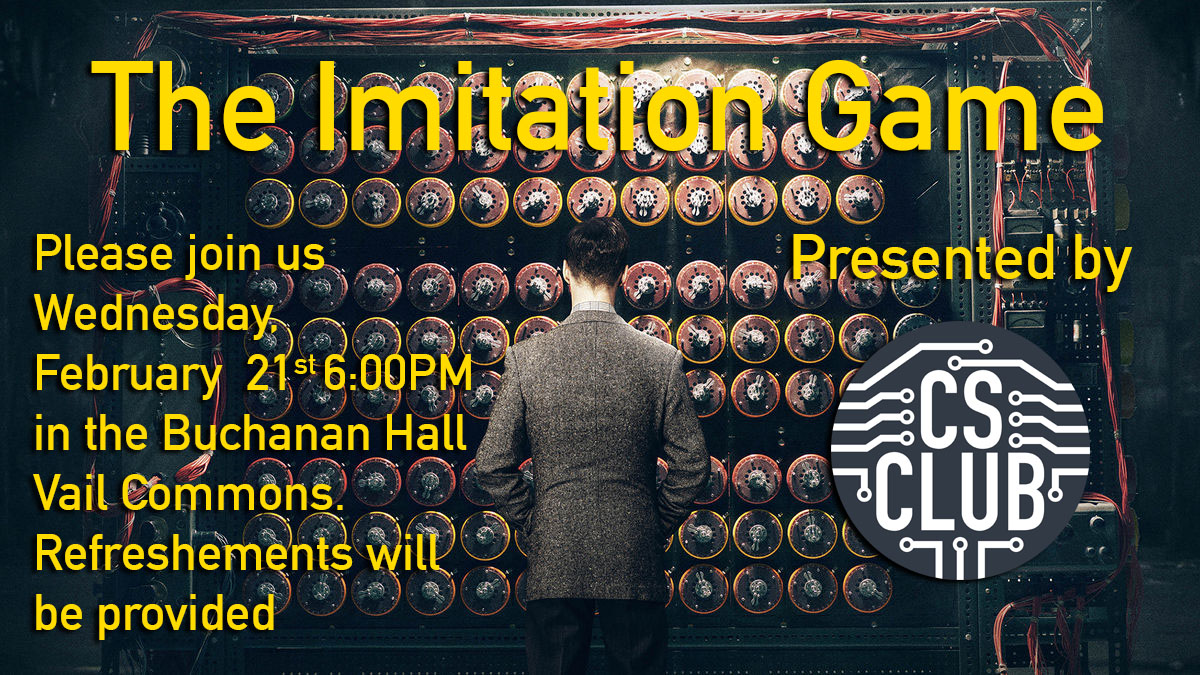 The Imitation Game
Please join us
Wednesday,
February 21st 6:00PM
in the Buchanan Hall
Vail Commons.
Refreshements will
be provided
Presented by
CS
CLUB